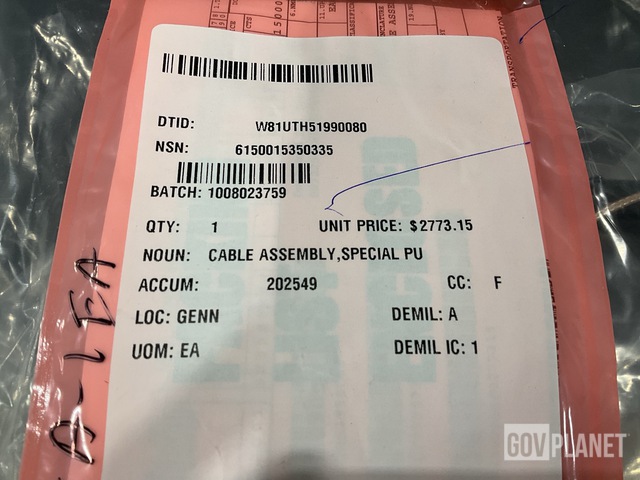 DTID: W81UTH51990080
NSN: 6150015350335
BATCH: 1008023759
QTY: 1 UNIT PRICE: $2773.15
NOUN: CABLE ASSEMBLY,SPECIAL PU
ACCUM: 202549 CC: F
LOC: GENN DEMIL: A
UOM: EA DEMIL IC: 1
A-1EA
GOVPLANET